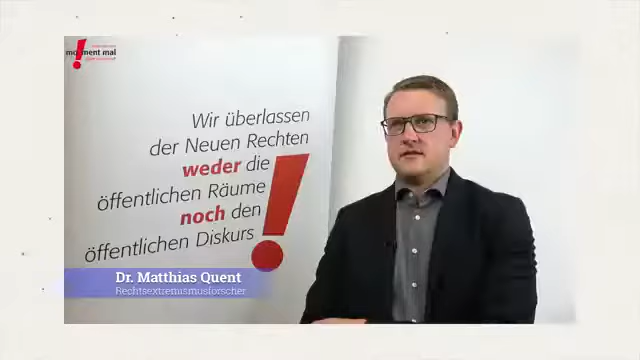 moment mal
Wir überlassen
der Neuen Rechten
weder die
öffentlichen Räume
noch den
öffentlichen Diskurs
!
Dr. Matthias Quent
Rechtsextremismusforscher